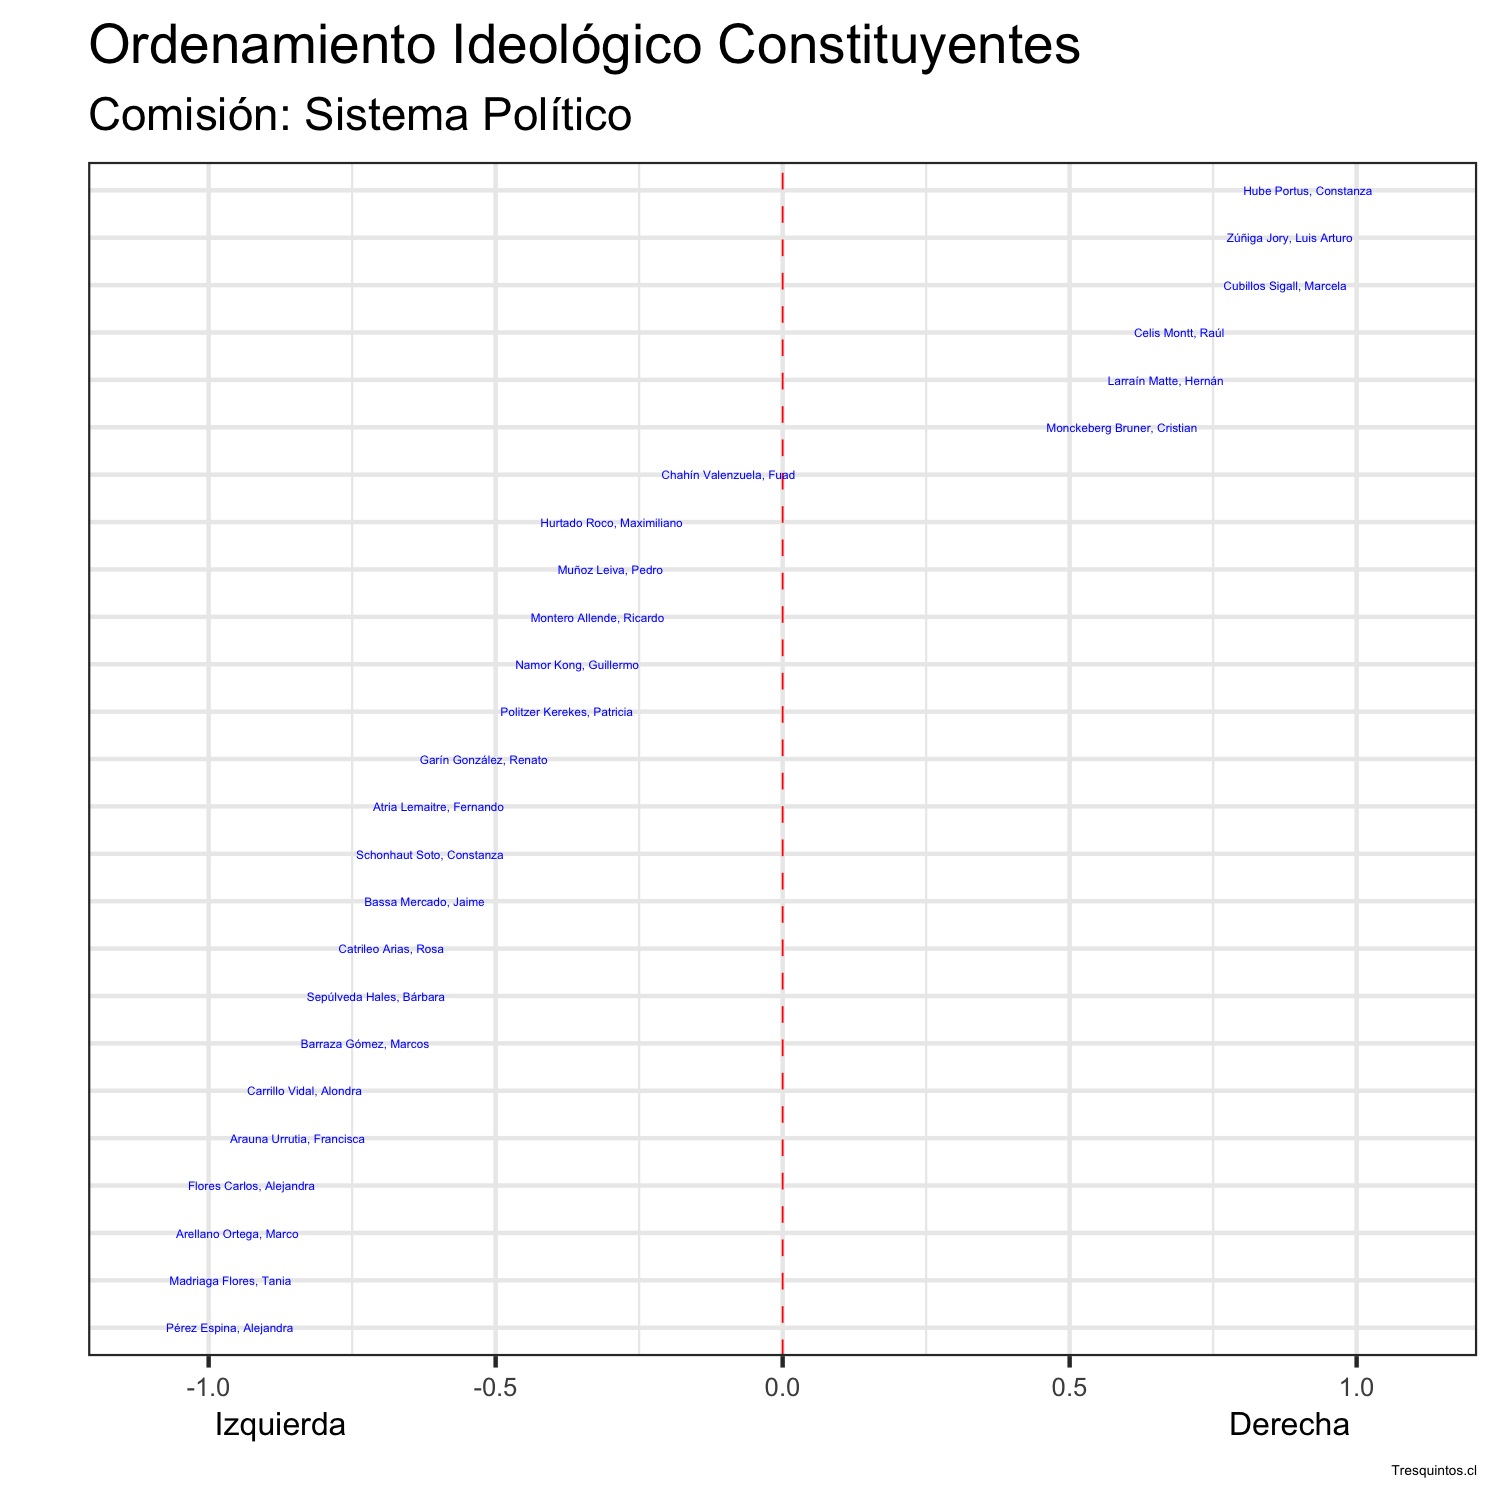 Ordenamiento Ideológico Constituyentes
Comisión: Sistema Político
Hube Portus, Constanza
Zúñiga Jory, Luis Arturo
Cubillos Sigall, Marcela
Celis Montt, Raúl
Larraín Matte, Hernán
Monckeberg Bruner, Cristian
Chahín Valenzuela, Fuad
Hurtado Roco, Maximiliano
Muñoz Leiva, Pedro
Montero Allende, Ricardo
Namor Kong, Guillermo
Politzer Kerekes, Patricia
Garín González, Renato
Atria Lemaitre, Fernando
Schonhaut Soto, Constanza
Bassa Mercado, Jaime
Catrileo Arias, Rosa
Sepúlveda Hales, Bárbara
Barraza Gómez, Marcos
Carrillo Vidal, Alondra
Arauna Urrutia, Francisca
Flores Carlos, Alejandra
Arellano Ortega, Marco
Madriaga Flores, Tania
Pérez Espina, Alejandra
-1.0 -0.5 0.0 0.5 1.0
Izquierda Derecha
Tresquintos.cl